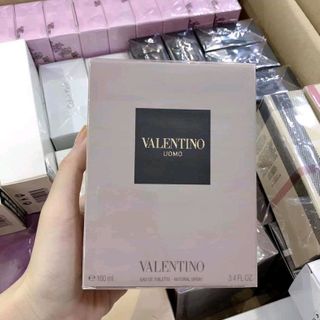 VALENTINO
UOMO
VALENTINO
EAU DE TOILETTE - NATURAL SPRAY
℮ 100 ml
3.4 FL.OZ